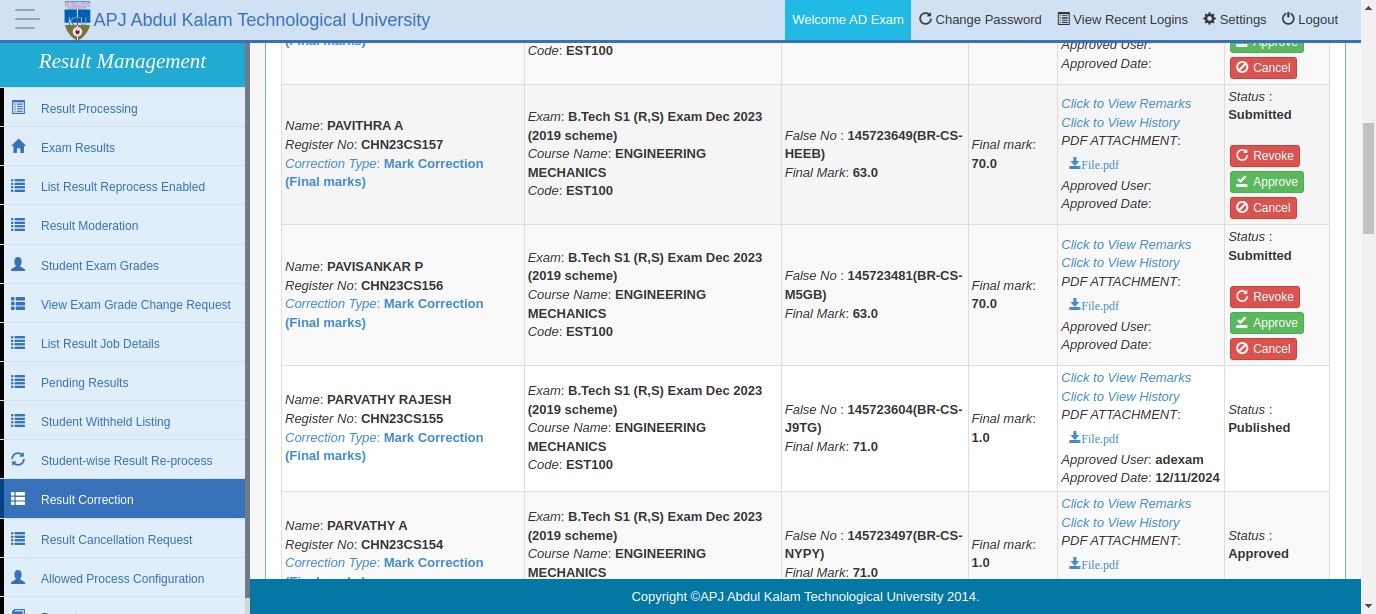 APJ Abdul Kalam Technological University
Welcome AD Exam
Change Password
View Recent Logins
Settings
Logout
Result Management
Result Processing
Exam Results
List Result Reprocess Enabled
Result Moderation
Student Exam Grades
View Exam Grade Change Request
List Result Job Details
Pending Results
Student Withheld Listing
Student-wise Result Re-process
Result Correction
Result Cancellation Request
Allowed Process Configuration
(Final marks)
Code: EST100
Approved User:
Approved Date:
Approve
Cancel
Name: PAVITHRA A
Register No: CHN23CS157
Correction Type: Mark Correction
(Final marks)
Exam: B.Tech S1 (R,S) Exam Dec 2023
(2019 scheme)
Course Name: ENGINEERING
MECHANICS
Code: EST100
False No : 145723649(BR-CS-
HEEB)
Final Mark: 63.0
Final mark:
70.0
Click to View Remarks
Click to View History
PDF ATTACHMENT:
File.pdf
Approved User:
Approved Date:
Status :
Submitted
Revoke
Approve
Cancel
Name: PAVISANKAR P
Register No: CHN23CS156
Correction Type: Mark Correction
(Final marks)
Exam: B.Tech S1 (R,S) Exam Dec 2023
(2019 scheme)
Course Name: ENGINEERING
MECHANICS
Code: EST100
False No : 145723481(BR-CS-
M5GB)
Final Mark: 63.0
Final mark:
70.0
Click to View Remarks
Click to View History
PDF ATTACHMENT:
File.pdf
Approved User:
Approved Date:
Status :
Submitted
Revoke
Approve
Cancel
Name: PARVATHY RAJESH
Register No: CHN23CS155
Correction Type: Mark Correction
(Final marks)
Exam: B.Tech S1 (R,S) Exam Dec 2023
(2019 scheme)
Course Name: ENGINEERING
MECHANICS
Code: EST100
False No : 145723604(BR-CS-
J9TG)
Final Mark: 71.0
Final mark:
1.0
Click to View Remarks
Click to View History
PDF ATTACHMENT:
File.pdf
Approved User: adexam
Approved Date: 12/11/2024
Status :
Published
Name: PARVATHY A
Register No: CHN23CS154
Correction Type: Mark Correction
Exam: B.Tech S1 (R,S) Exam Dec 2023
(2019 scheme)
Course Name: ENGINEERING
MECHANICS
False No : 145723497(BR-CS-
NYPY)
Final Mark: 71.0
Final mark:
1.0
Click to View Remarks
Click to View History
PDF ATTACHMENT:
File.pdf
Status :
Approved
Copyright ©APJ Abdul Kalam Technological University 2014.